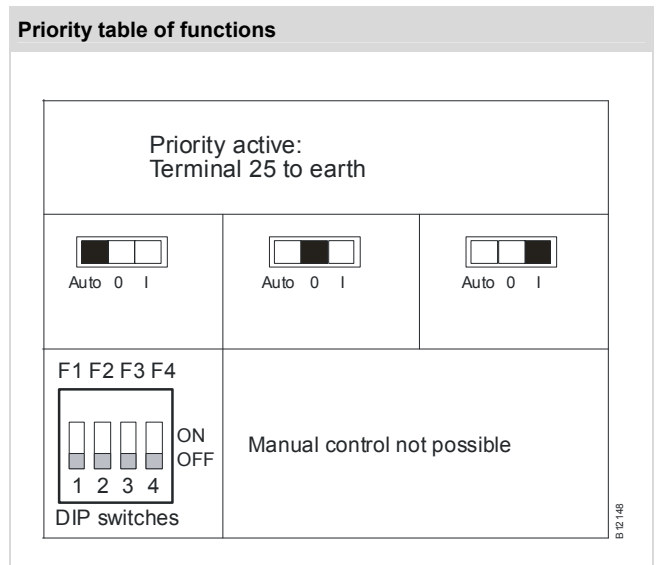 Priority table of functions
Priority active:
Terminal 25 to earth
Auto 0 I
Auto 0 I
Auto 0 I
F1 F2 F3 F4
ON
OFF
1 2 3 4
DIP switches
Manual control not possible
B 12148